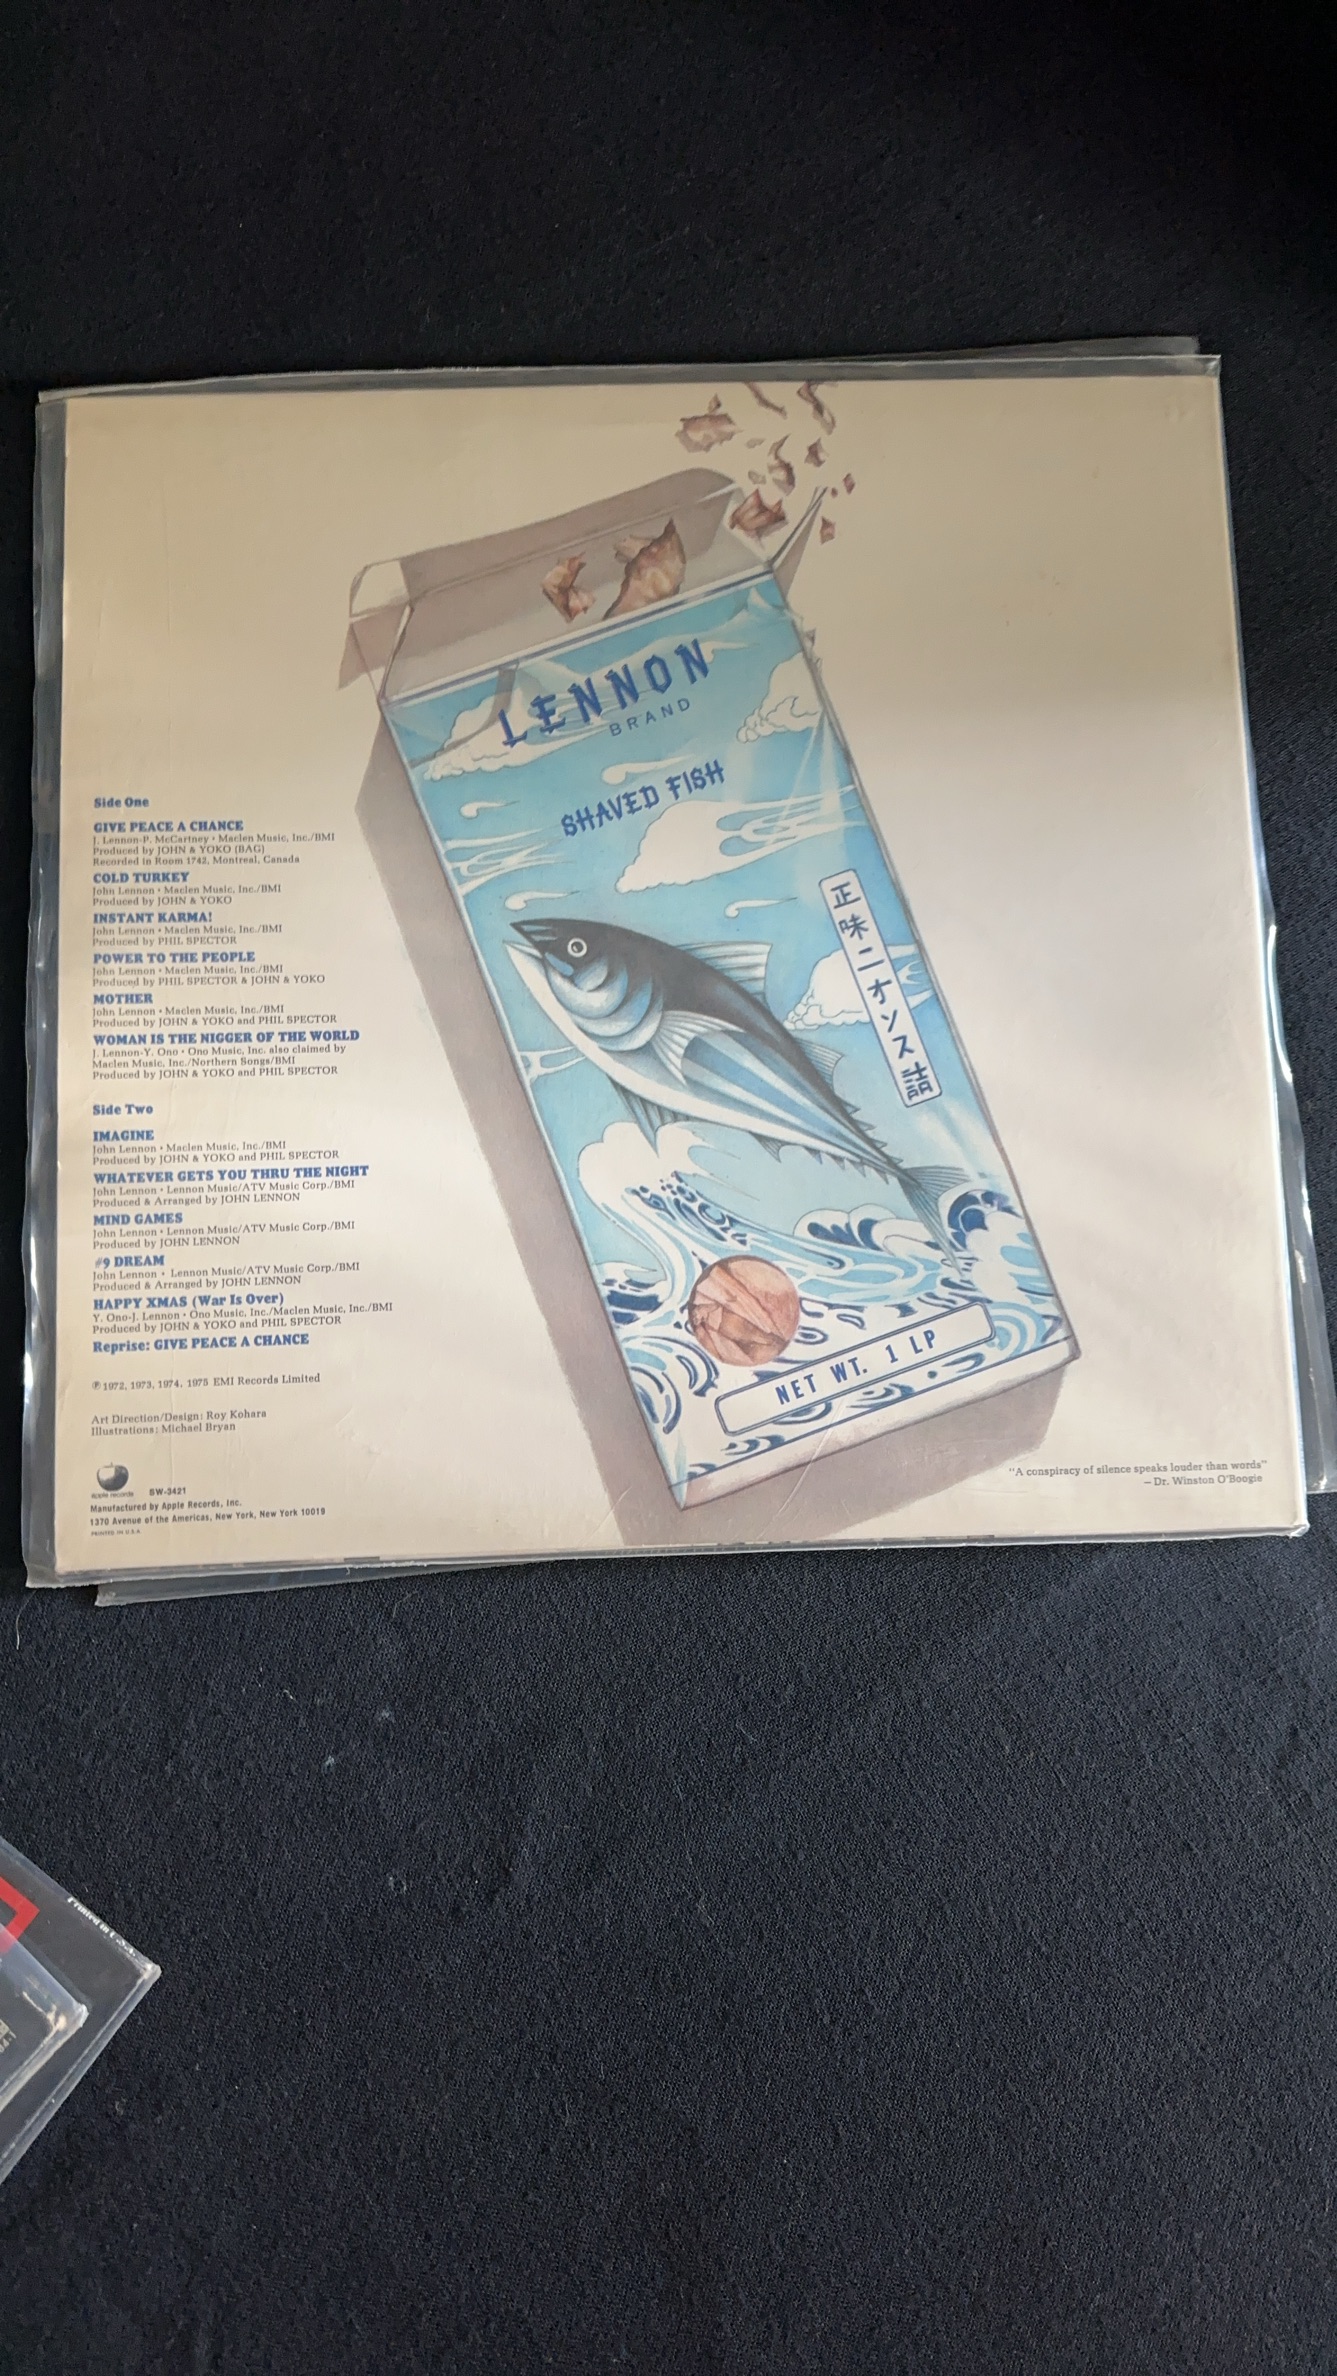 LENNON
BRAND
SHAVED FISH
正味二オンス詰
NET WT. 1 LP
Side One
GIVE PEACE A CHANCE
J. Lennon-P. McCartney • Maclen Music, Inc./BMI
Produced by JOHN & YOKO (BAG)
Recorded in Room 1742, Montreal, Canada
COLD TURKEY
John Lennon • Maclen Music, Inc./BMI
Produced by JOHN & YOKO
INSTANT KARMA!
John Lennon • Maclen Music, Inc./BMI
Produced by PHIL SPECTOR
POWER TO THE PEOPLE
John Lennon • Maclen Music, Inc./BMI
Produced by PHIL SPECTOR & JOHN & YOKO
MOTHER
John Lennon • Maclen Music, Inc./BMI
Produced by JOHN & YOKO and PHIL SPECTOR
WOMAN IS THE NIGGER OF THE WORLD
J. Lennon-Y. Ono • Ono Music, Inc. also claimed by
Maclen Music, Inc./Northern Songs/BMI
Produced by JOHN & YOKO and PHIL SPECTOR
Side Two
IMAGINE
John Lennon • Maclen Music, Inc./BMI
Produced by JOHN & YOKO and PHIL SPECTOR
WHATEVER GETS YOU THRU THE NIGHT
John Lennon • Lennon Music/ATV Music Corp./BMI
Produced & Arranged by JOHN LENNON
MIND GAMES
John Lennon • Lennon Music/ATV Music Corp./BMI
Produced by JOHN LENNON
#9 DREAM
John Lennon • Lennon Music/ATV Music Corp./BMI
Produced & Arranged by JOHN LENNON
HAPPY XMAS (War Is Over)
Y. Ono-J. Lennon • Ono Music, Inc./Maclen Music, Inc./BMI
Produced by JOHN & YOKO and PHIL SPECTOR
Reprise: GIVE PEACE A CHANCE
℗ 1972, 1973, 1974, 1975 EMI Records Limited
Art Direction/Design: Roy Kohara
Illustrations: Michael Bryan
apple records SW-3421
Manufactured by Apple Records, Inc.
1370 Avenue of the Americas, New York, New York 10019
PRINTED IN U.S.A.
"A conspiracy of silence speaks louder than words"
– Dr. Winston O'Boogie
Printed in U.S.A.